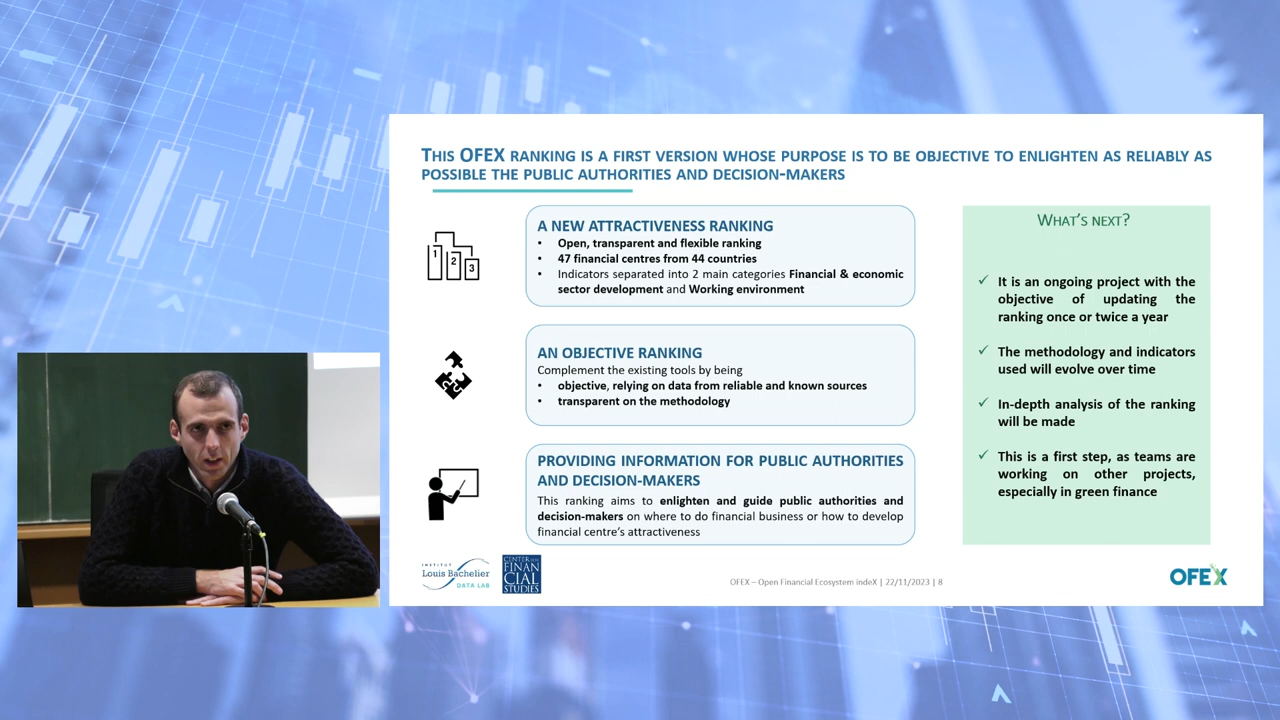 THIS OFEX RANKING IS A FIRST VERSION WHOSE PURPOSE IS TO BE OBJECTIVE TO ENLIGHTEN AS RELIABLY AS
POSSIBLE THE PUBLIC AUTHORITIES AND DECISION-MAKERS
1 2 3
A NEW ATTRACTIVENESS RANKING
• Open, transparent and flexible ranking
• 47 financial centres from 44 countries
• Indicators separated into 2 main categories Financial & economic
sector development and Working environment
AN OBJECTIVE RANKING
Complement the existing tools by being
• objective, relying on data from reliable and known sources
• transparent on the methodology
PROVIDING INFORMATION FOR PUBLIC AUTHORITIES
AND DECISION-MAKERS
This ranking aims to enlighten and guide public authorities and
decision-makers on where to do financial business or how to develop
financial centre's attractiveness
WHAT'S NEXT?
✓ It is an ongoing project with the
objective of updating the
ranking once or twice a year
✓ The methodology and indicators
used will evolve over time
✓ In-depth analysis of the ranking
will be made
✓ This is a first step, as teams are
working on other projects,
especially in green finance
INSTITUT
Louis Bachelier
DATA LAB
CENTER FOR
FINAN
CIAL
STUDIES
OFEX – Open Financial Ecosystem indeX | 22/11/2023 | 8
OFEX